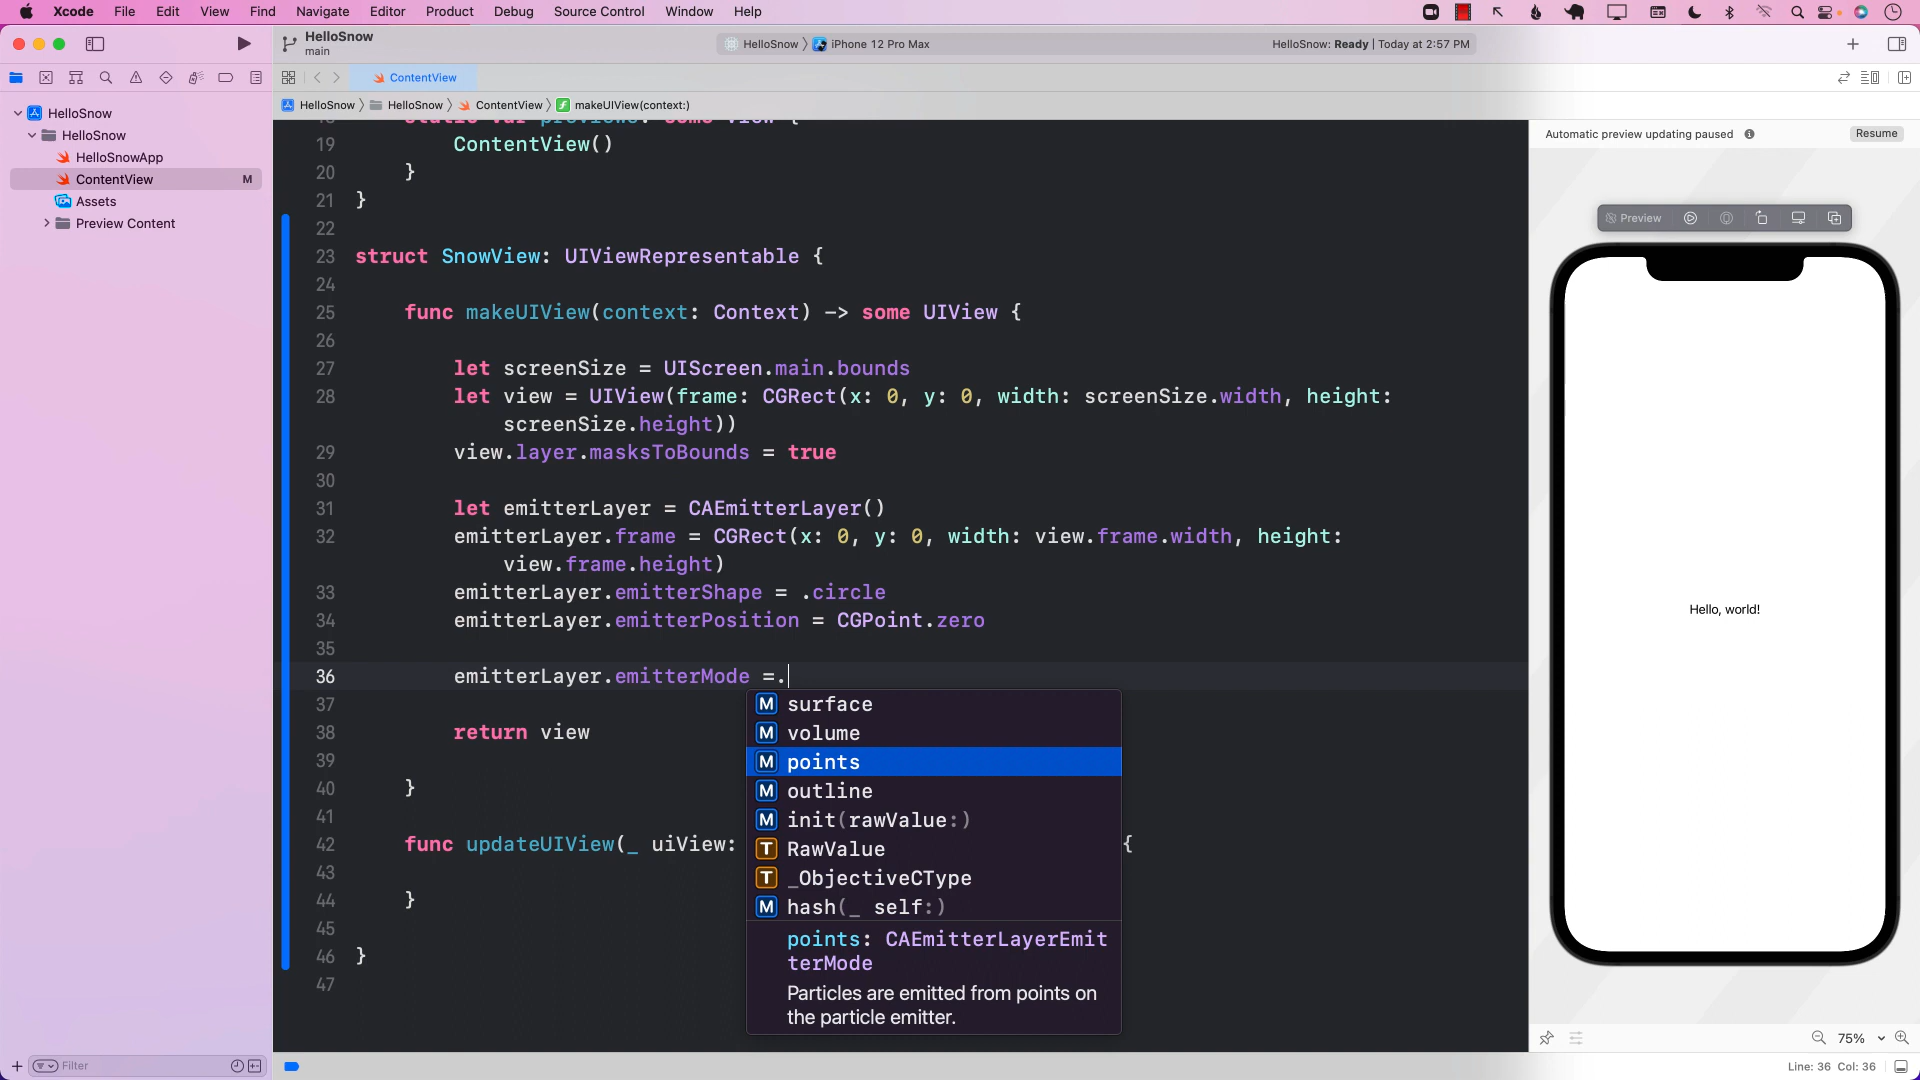 Xcode File Edit View Find Navigate Editor Product Debug Source Control Window Help
HelloSnow
main
HelloSnow 〉 iPhone 12 Pro Max
HelloSnow: Ready | Today at 2:57 PM
ContentView
HelloSnow 〉 HelloSnow 〉 ContentView 〉 makeUIView(context:)
HelloSnow
HelloSnow
HelloSnowApp
ContentView M
Assets
Preview Content
Filter
18 static var previews: some View {
19 ContentView()
20 }
21 }
22
23 struct SnowView: UIViewRepresentable {
24
25 func makeUIView(context: Context) -> some UIView {
26
27 let screenSize = UIScreen.main.bounds
28 let view = UIView(frame: CGRect(x: 0, y: 0, width: screenSize.width, height:
screenSize.height))
29 view.layer.masksToBounds = true
30
31 let emitterLayer = CAEmitterLayer()
32 emitterLayer.frame = CGRect(x: 0, y: 0, width: view.frame.width, height:
view.frame.height)
33 emitterLayer.emitterShape = .circle
34 emitterLayer.emitterPosition = CGPoint.zero
35
36 emitterLayer.emitterMode =.
37
38 return view
39
40 }
41
42 func updateUIView(_ uiView: {
43
44 }
45
46 }
47
M surface
M volume
M points
M outline
M init(rawValue:)
T RawValue
T _ObjectiveCType
M hash(_ self:)
points: CAEmitterLayerEmit
terMode
Particles are emitted from points on
the particle emitter.
Automatic preview updating paused
Resume
Preview
Hello, world!
75%
Line: 36 Col: 36